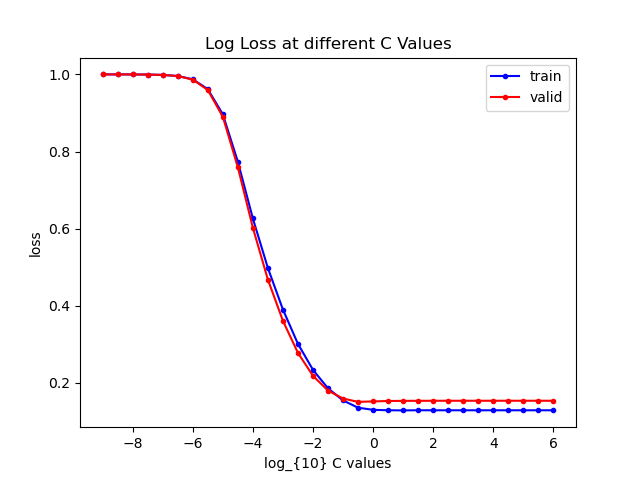 Log Loss at different C Values
train
valid
loss
1.0
0.8
0.6
0.4
0.2
−8 −6 −4 −2 0 2 4 6
log_{10} C values